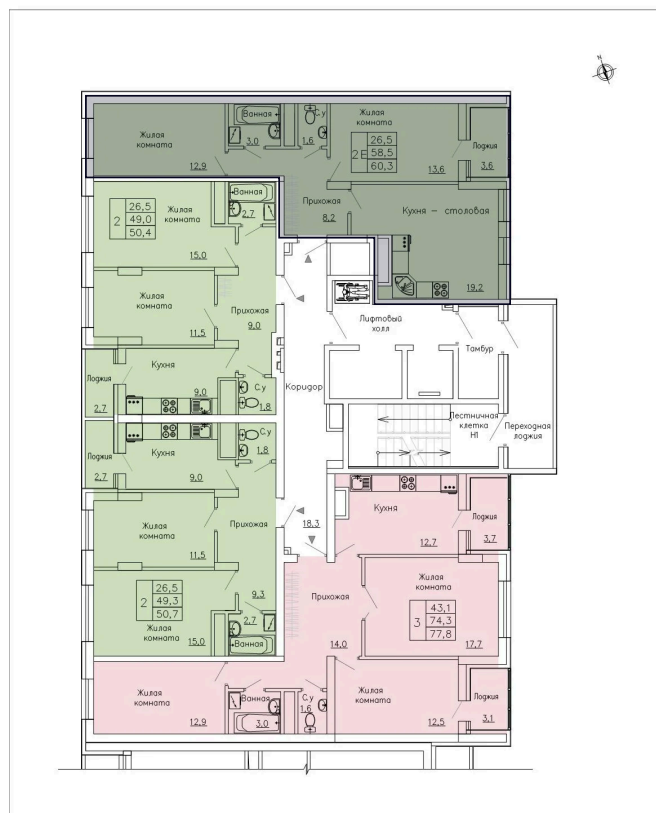 N
Жилая
комната
12.9
Ванная
3.0
С.у
1.6
Жилая
комната
2Е
26,5
58,5
60,3
13.6
Лоджия
3.6
Прихожая
8.2
Кухня – столовая
19.2
2
26,5
49,0
50,4
Жилая
комната
15.0
Ванная
2.7
Жилая
комната
11.5
Прихожая
9.0
Кухня
9.0
Лоджия
2.7
С.у
1.8
Лифтовый
холл
Тамбур
Коридор
18.3
Лестничная
клетка
Н1
Переходная
лоджия
Лоджия
2.7
Кухня
9.0
С.у
1.8
Жилая
комната
11.5
Прихожая
9.3
2
26,5
49,3
50,7
Жилая
комната
15.0
2.7
Ванная
Кухня
12.7
Лоджия
3.7
Прихожая
14.0
Жилая
комната
3
43,1
74,3
77,8
17.7
Жилая
комната
12.9
Ванная
3.0
С.у
1.6
Жилая
комната
12.5
Лоджия
3.1